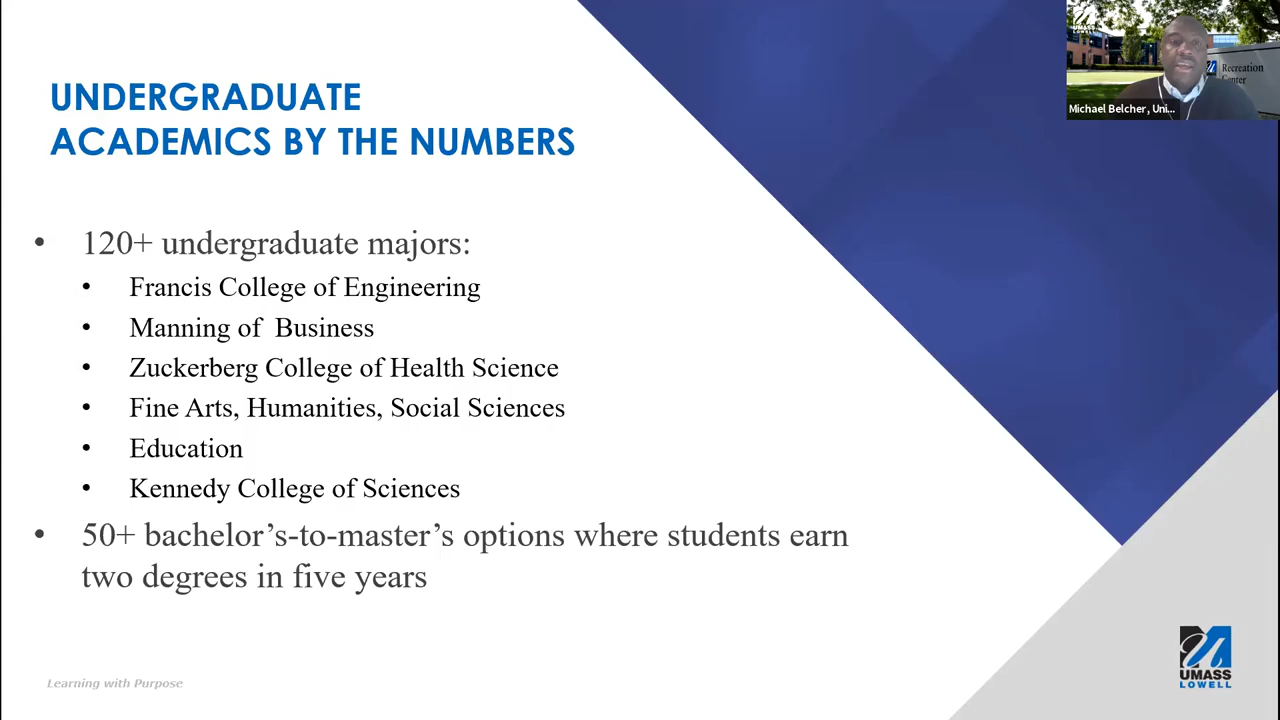 UNDERGRADUATE
ACADEMICS BY THE NUMBERS
• 120+ undergraduate majors:
• Francis College of Engineering
• Manning of Business
• Zuckerberg College of Health Science
• Fine Arts, Humanities, Social Sciences
• Education
• Kennedy College of Sciences
• 50+ bachelor’s-to-master’s options where students earn
two degrees in five years
Learning with Purpose
UMASS
LOWELL
UMASS
LOWELL
Recreation
Center
Michael Belcher, Uni...